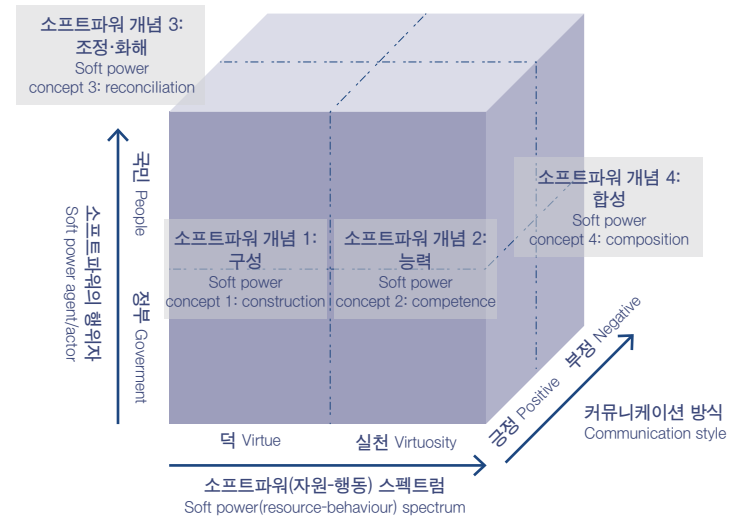 소프트파워 개념 3:
조정·화해
Soft power
concept 3: reconciliation
국민 People
정부 Goverment
소프트파워의 행위자
Soft power agent/actor
소프트파워 개념 1:
구성
Soft power
concept 1: construction
소프트파워 개념 2:
능력
Soft power
concept 2: competence
소프트파워 개념 4:
합성
Soft power
concept 4: composition
덕 Virtue
실천 Virtuosity
긍정 Positive
부정 Negative
커뮤니케이션 방식
Communication style
소프트파워(자원-행동) 스펙트럼
Soft power(resource-behaviour) spectrum